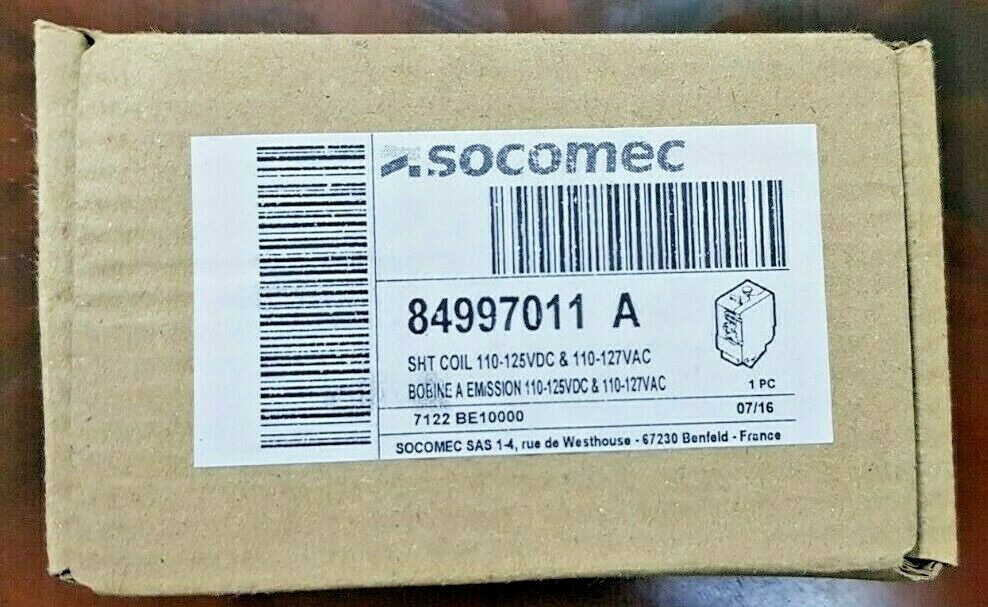 socomec
84997011 A
SHT COIL 110-125VDC & 110-127VAC
BOBINE A EMISSION 110-125VDC & 110-127VAC
1 PC
7122 BE10000
07/16
SOCOMEC SAS 1-4, rue de Westhouse - 67230 Benfeld - France